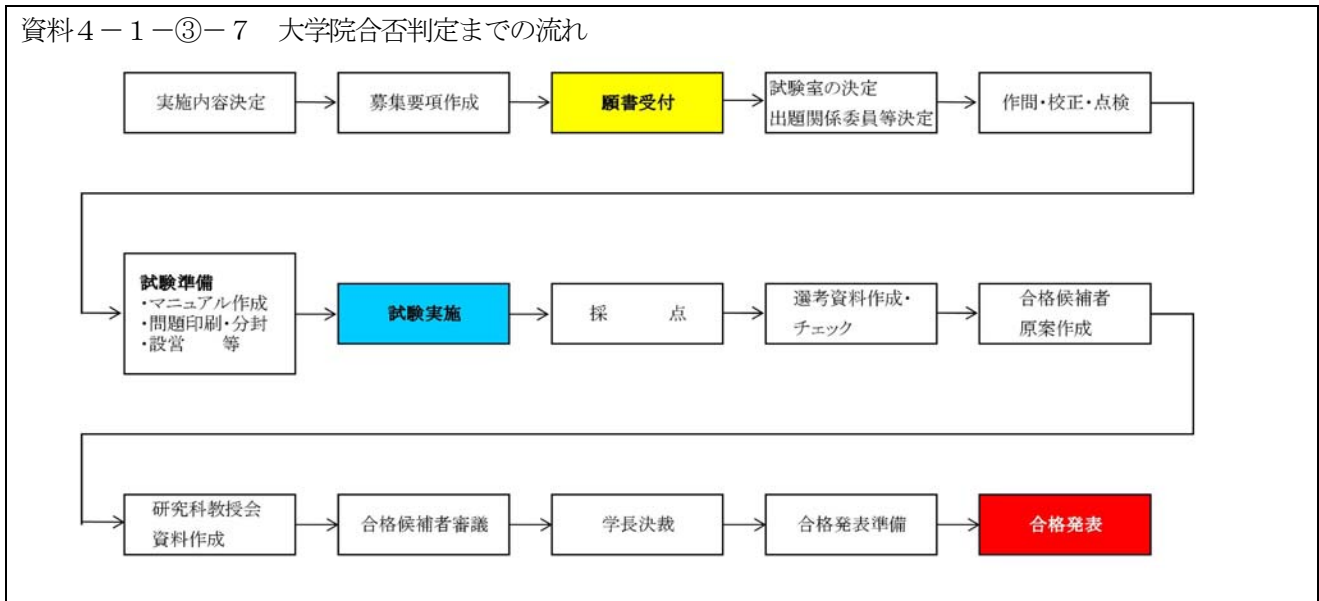 資料4－1－③－7　大学院合否判定までの流れ
実施内容決定
募集要項作成
願書受付
試験室の決定
出題関係委員等決定
作問・校正・点検
試験準備
・マニュアル作成
・問題印刷・分封
・設営　　等
試験実施
採　　　点
選考資料作成・
チェック
合格候補者
原案作成
研究科教授会
資料作成
合格候補者審議
学長決裁
合格発表準備
合格発表